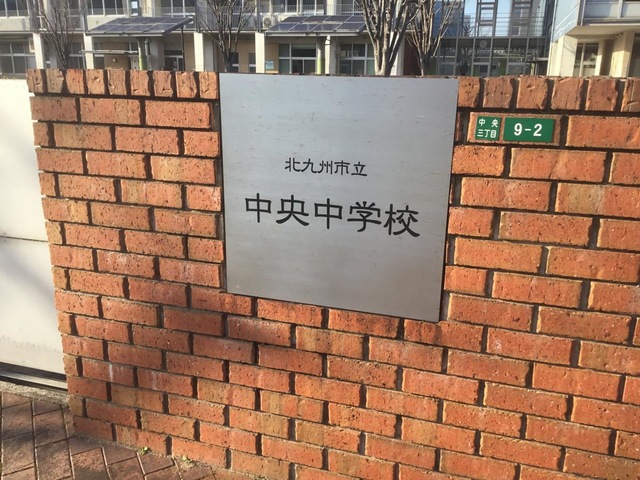 北九州市立
中央中学校
中央
三丁目
9-2